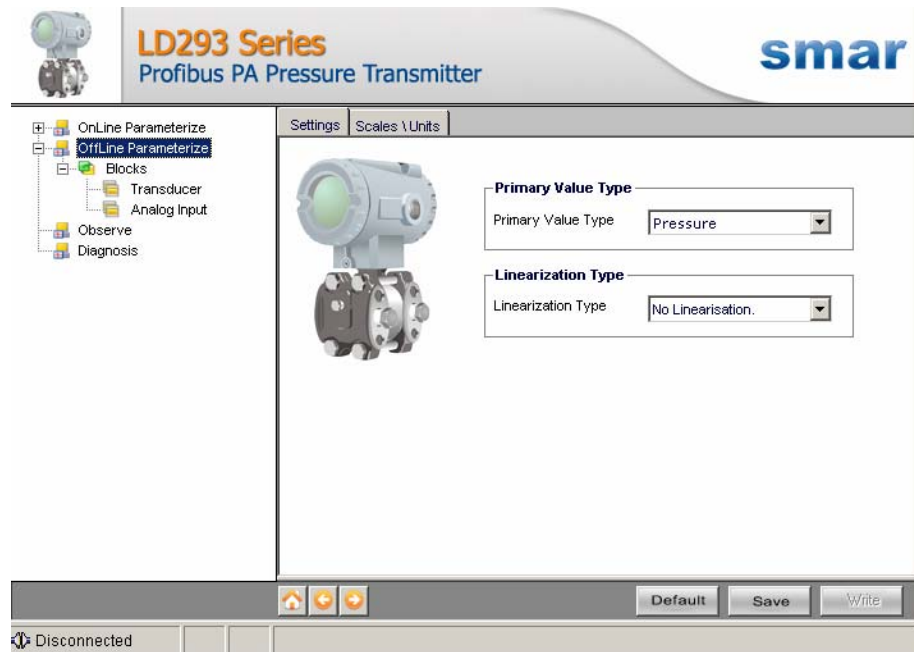 LD293 Series
Profibus PA Pressure Transmitter
smar
OnLine Parameterize
OffLine Parameterize
Blocks
Transducer
Analog Input
Observe
Diagnosis
Settings
Scales \ Units
Primary Value Type
Primary Value Type
Pressure
Linearization Type
Linearization Type
No Linearisation.
Default
Save
Write
Disconnected